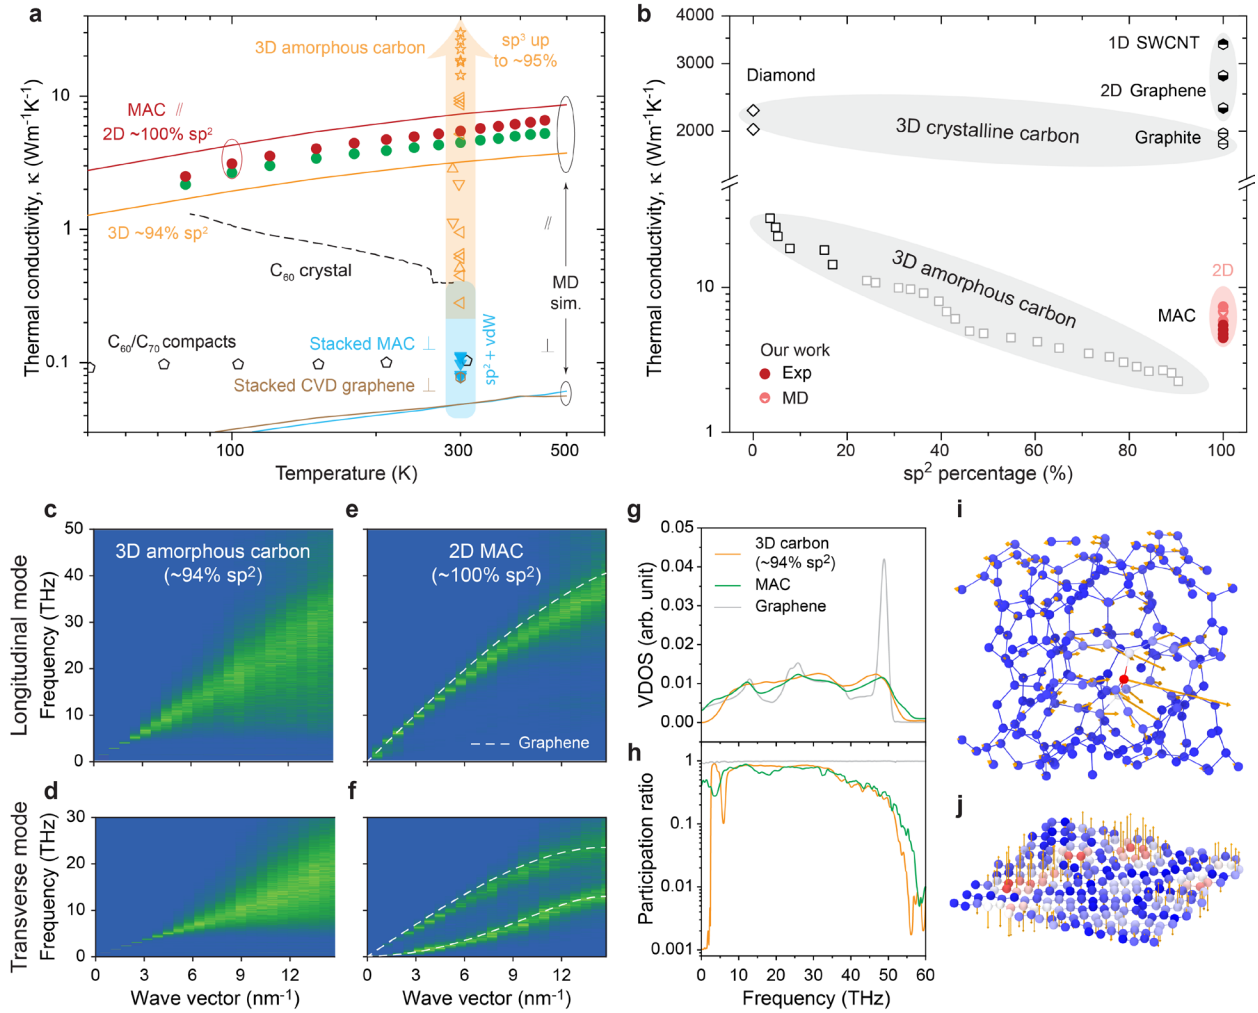 a
Thermal conductivity, κ (Wm⁻¹K⁻¹)
10
1
0.1
100
300
500
Temperature (K)
3D amorphous carbon
sp³ up
to ~95%
MAC //
2D ~100% sp²
3D ~94% sp²
C₆₀ crystal
C₆₀/C₇₀ compacts
Stacked MAC ⊥
Stacked CVD graphene ⊥
sp² + vdW
//
MD
sim.
⊥
b
Thermal conductivity, κ (Wm⁻¹K⁻¹)
4000
3000
2000
10
1
0
20
40
60
80
100
sp² percentage (%)
Diamond
1D SWCNT
2D Graphene
Graphite
3D crystalline carbon
3D amorphous carbon
2D
MAC
Our work
Exp
MD
c
Longitudinal mode
Frequency (THz)
50
40
30
20
10
0
3D amorphous carbon
(~94% sp²)
e
2D MAC
(~100% sp²)
Graphene
d
Transverse mode
Frequency (THz)
30
20
10
0
0
3
6
9
12
Wave vector (nm⁻¹)
f
0
3
6
9
12
Wave vector (nm⁻¹)
g
VDOS (arb. unit)
0.05
0.04
0.03
0.02
0.01
0.00
3D carbon
(~94% sp²)
MAC
Graphene
h
Participation ratio
1
0.1
0.01
0.001
0
10
20
30
40
50
60
Frequency (THz)
i
j